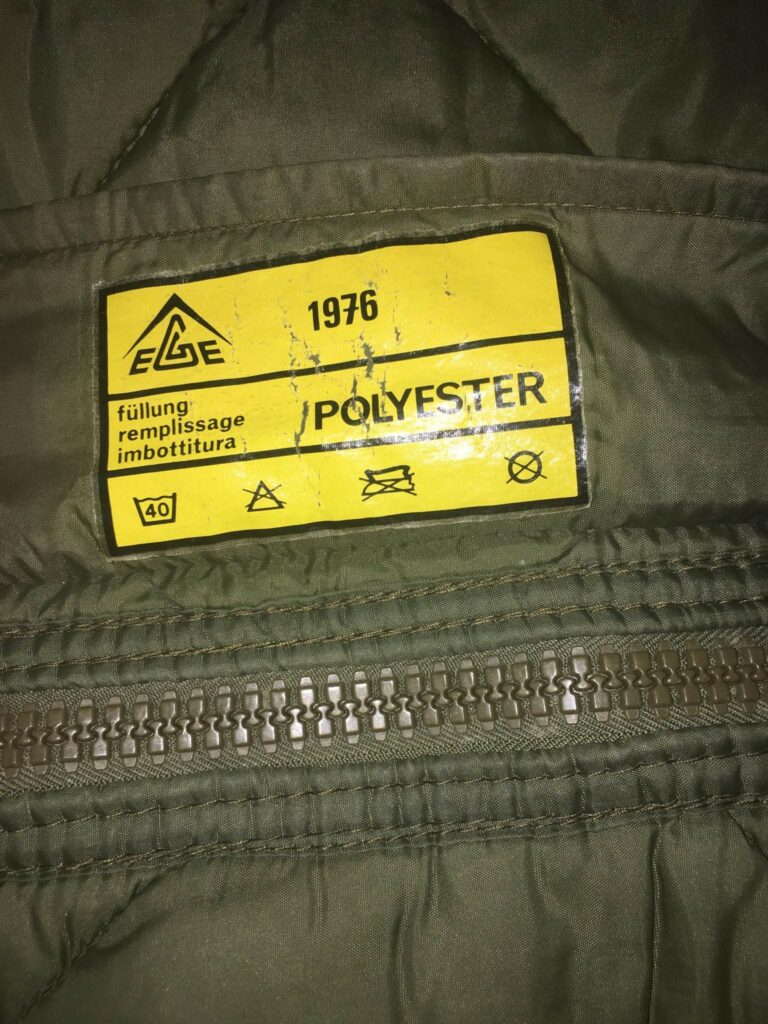 EGE
1976
füllung
remplissage
imbottitura
POLYESTER
40